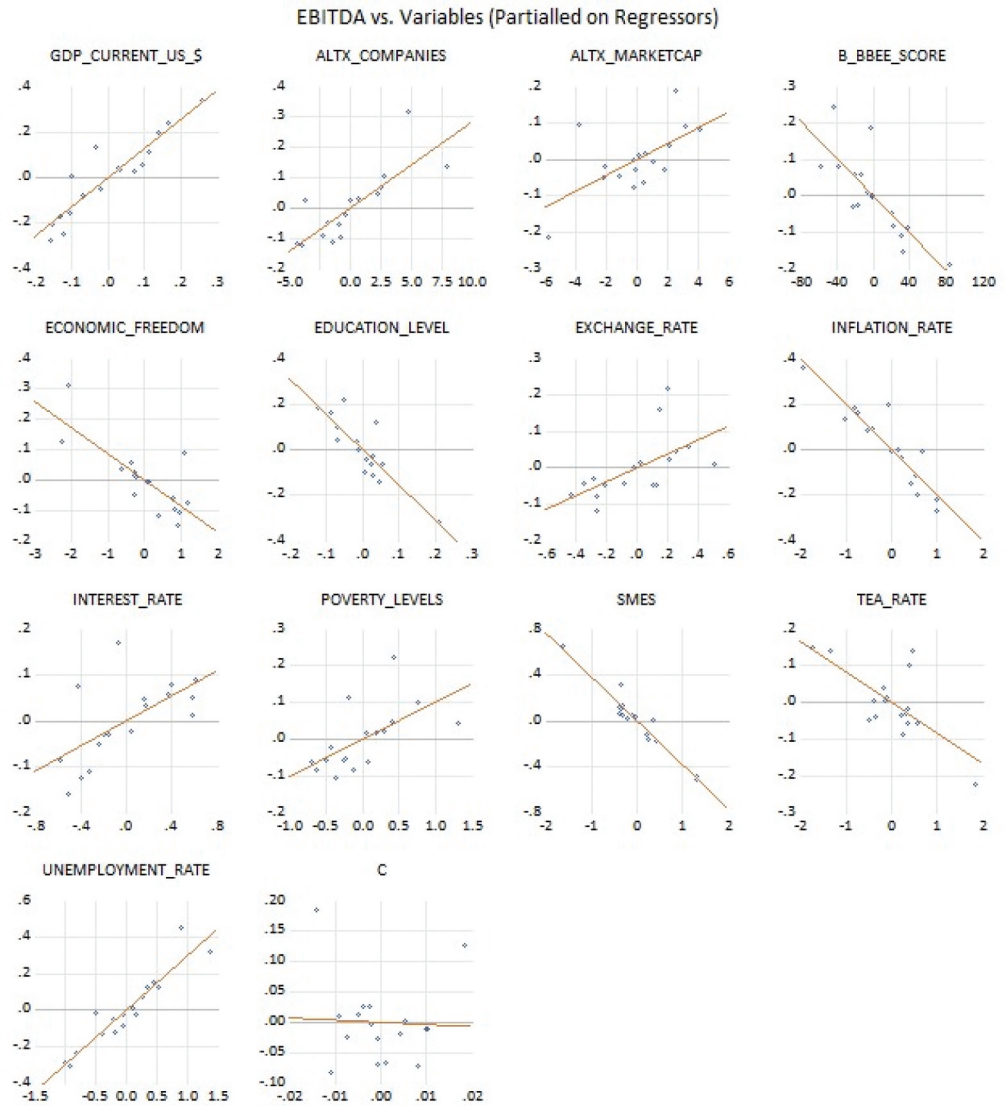 EBITDA vs. Variables (Partialled on Regressors)
GDP_CURRENT_US_$
.4
.2
.0
-.2
-.4
-.2 -.1 .0 .1 .2 .3
ALTX_COMPANIES
.4
.3
.2
.1
.0
-.1
-.2
-5.0 0.0 5.0 10.0
ALTX_MARKETCAP
.2
.1
.0
-.1
-.2
-.3
-6 -4 -2 0 2 4 6
B_BBEE_SCORE
.3
.2
.1
.0
-.1
-.2
-80 -40 0 40 80 120
ECONOMIC_FREEDOM
.4
.3
.2
.1
.0
-.1
-.2
-3 -2 -1 0 1 2
EDUCATION_LEVEL
.4
.2
.0
-.2
-.4
-.2 -.1 .0 .1 .2 .3
EXCHANGE_RATE
.3
.2
.1
.0
-.1
-.2
-.6 -.4 -.2 .0 .2 .4 .6
INFLATION_RATE
.4
.2
.0
-.2
-.4
-2 -1 0 1 2
INTEREST_RATE
.2
.1
.0
-.1
-.2
-.8 -.4 .0 .4 .8
POVERTY_LEVELS
.3
.2
.1
.0
-.1
-.2
-1.0 -0.5 0.0 0.5 1.0 1.5
SMES
.8
.4
.0
-.4
-.8
-2 -1 0 1 2
TEA_RATE
.2
.1
.0
-.1
-.2
-.3
-2 -1 0 1 2
UNEMPLOYMENT_RATE
.6
.4
.2
.0
-.2
-.4
-1.5 -0.5 0.0 0.5 1.0 1.5
C
.20
.15
.10
.05
.00
-.05
-.10
-.02 -.01 .00 .01 .02